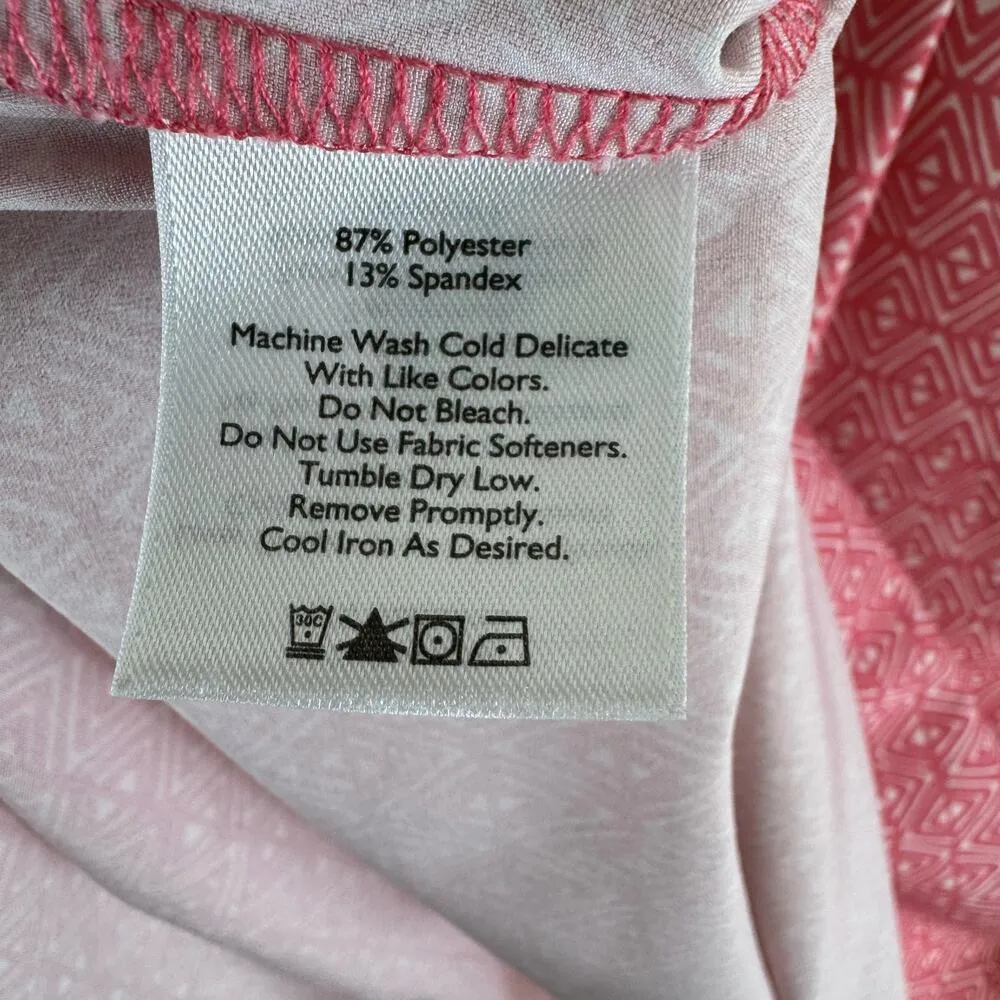 87% Polyester
13% Spandex
Machine Wash Cold Delicate
With Like Colors.
Do Not Bleach.
Do Not Use Fabric Softeners.
Tumble Dry Low.
Remove Promptly.
Cool Iron As Desired.
30C